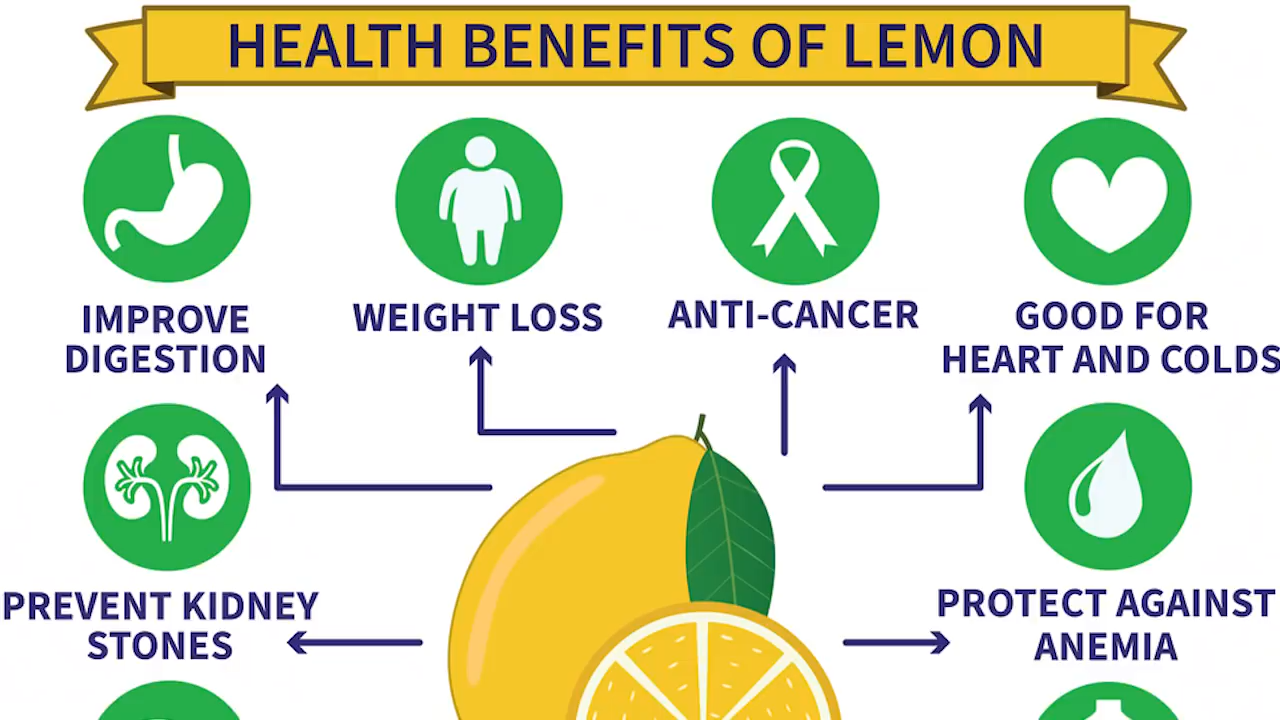 HEALTH BENEFITS OF LEMON
IMPROVE
DIGESTION
WEIGHT LOSS
ANTI-CANCER
GOOD FOR
HEART AND COLDS
PREVENT KIDNEY
STONES
PROTECT AGAINST
ANEMIA